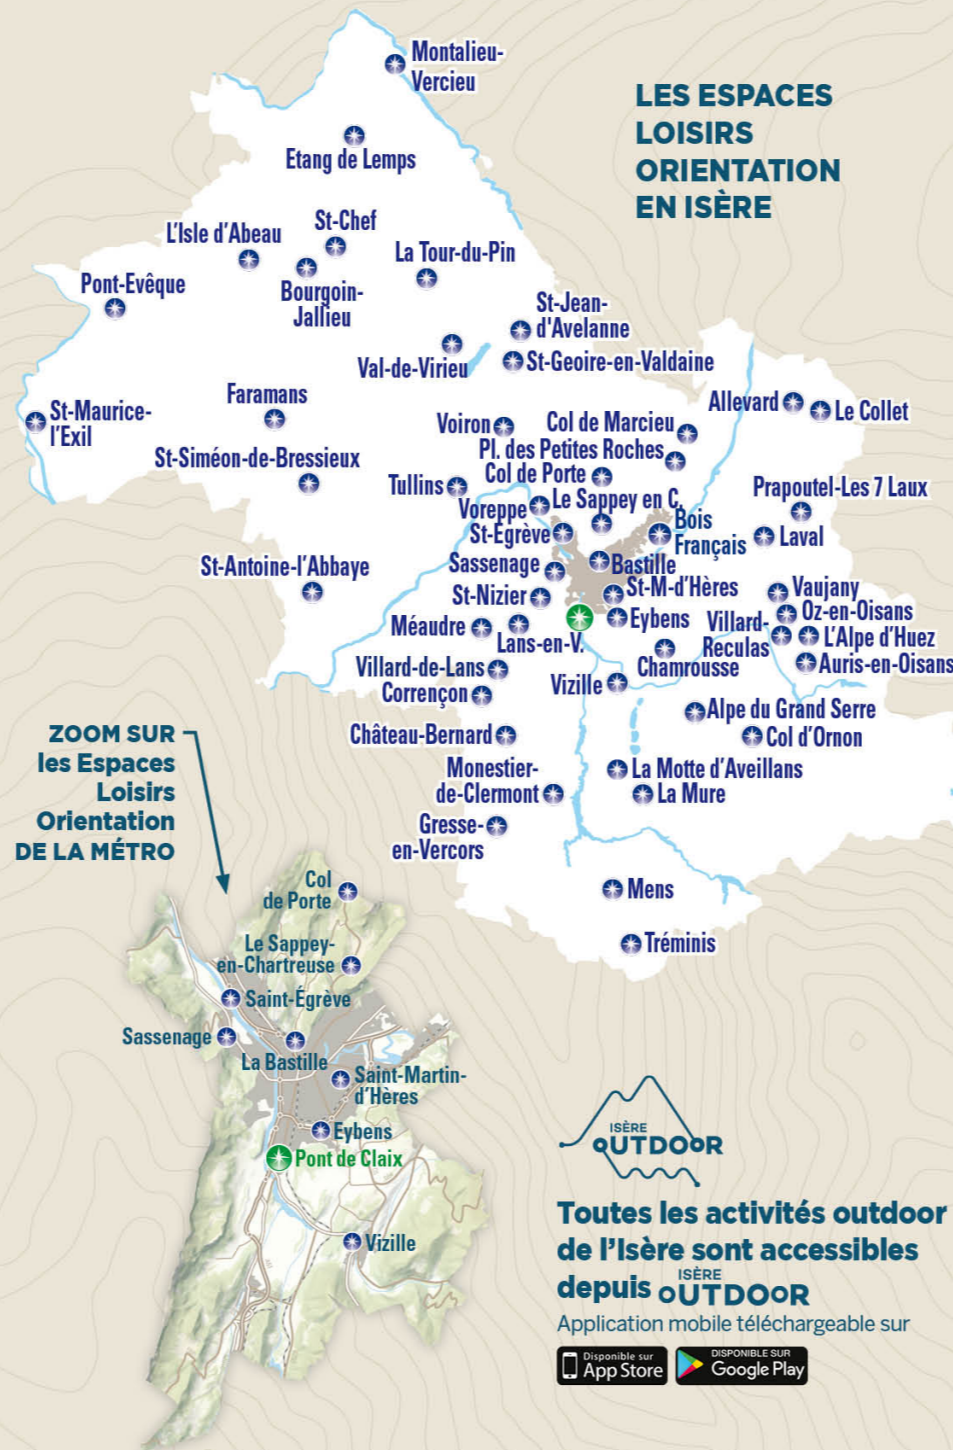 LES ESPACES
LOISIRS
ORIENTATION
EN ISÈRE
Montalieu-
Vercieu
Etang de Lemps
St-Chef
L'Isle d'Abeau
La Tour-du-Pin
Pont-Evêque
Bourgoin-
Jallieu
St-Jean-
d'Avelanne
Val-de-Virieu
St-Geoire-en-Valdaine
Faramans
Allevard
Le Collet
St-Maurice-
l'Exil
Voiron
Col de Marcieu
Pl. des Petites Roches
St-Siméon-de-Bressieux
Col de Porte
Tullins
Prapoutel-Les 7 Laux
Voreppe
Le Sappey en C.
Bois
Français
St-Egrève
Laval
Sassenage
Bastille
St-Antoine-l'Abbaye
St-Nizier
St-M-d'Hères
Vaujany
Oz-en-Oisans
Méaudre
Lans-en-V.
Eybens
Villard-
Reculas
L'Alpe d'Huez
Chamrousse
Auris-en-Oisans
Villard-de-Lans
Corrençon
Vizille
Alpe du Grand Serre
Château-Bernard
Col d'Ornon
Monestier-
de-Clermont
La Motte d'Aveillans
La Mure
Gresse-
en-Vercors
Mens
Tréminis
ZOOM SUR
les Espaces
Loisirs
Orientation
DE LA MÉTRO
Col
de Porte
Le Sappey-
en-Chartreuse
Saint-Égrève
Sassenage
La Bastille
Saint-Martin-
d'Hères
Eybens
Pont de Claix
Vizille
ISÈRE
OUTDOOR
Toutes les activités outdoor
de l'Isère sont accessibles
depuis ISÈRE OUTDOOR
Application mobile téléchargeable sur
Disponible sur
App Store
DISPONIBLE SUR
Google Play